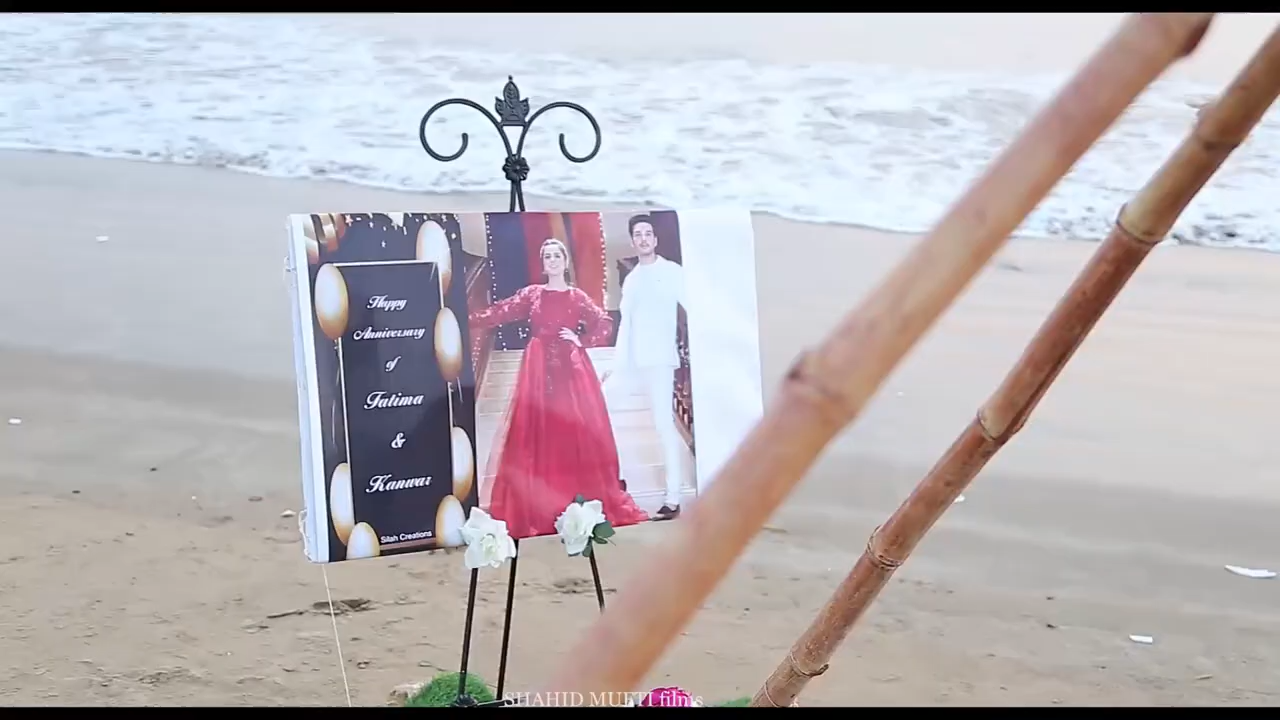 Happy
Anniversary
of
Fatima
&
Kanwar
Silah Creations
SHAHID MUFTI films